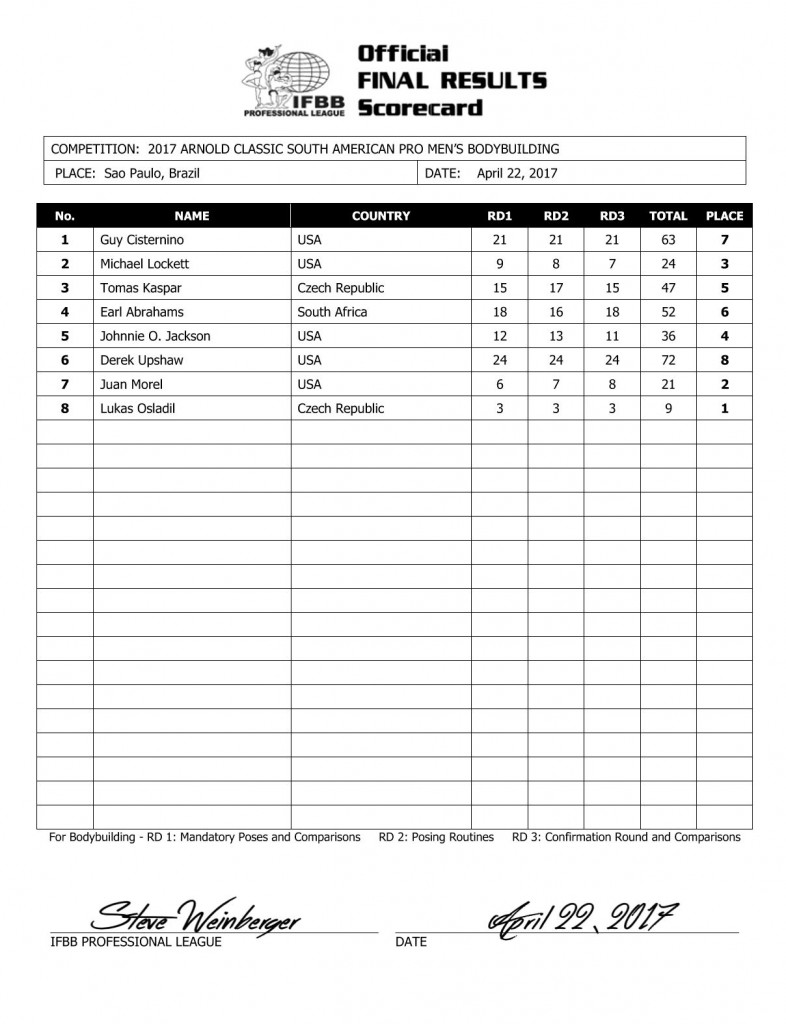 Official
FINAL RESULTS
Scorecard
IFBB
PROFESSIONAL LEAGUE
COMPETITION: 2017 ARNOLD CLASSIC SOUTH AMERICAN PRO MEN'S BODYBUILDING
PLACE: Sao Paulo, Brazil DATE: April 22, 2017
No. NAME COUNTRY RD1 RD2 RD3 TOTAL PLACE
1 Guy Cisternino USA 21 21 21 63 7
2 Michael Lockett USA 9 8 7 24 3
3 Tomas Kaspar Czech Republic 15 17 15 47 5
4 Earl Abrahams South Africa 18 16 18 52 6
5 Johnnie O. Jackson USA 12 13 11 36 4
6 Derek Upshaw USA 24 24 24 72 8
7 Juan Morel USA 6 7 8 21 2
8 Lukas Osladil Czech Republic 3 3 3 9 1
For Bodybuilding - RD 1: Mandatory Poses and Comparisons RD 2: Posing Routines RD 3: Confirmation Round and Comparisons
Steve Weinberger April 22, 2017
IFBB PROFESSIONAL LEAGUE DATE